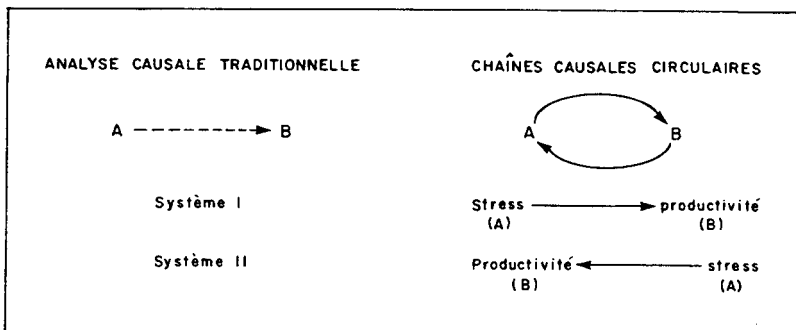 ANALYSE CAUSALE TRADITIONNELLE
CHAÎNES CAUSALES CIRCULAIRES
A B
A B
Système I
Stress productivité
(A) (B)
Système II
Productivité stress
(B) (A)